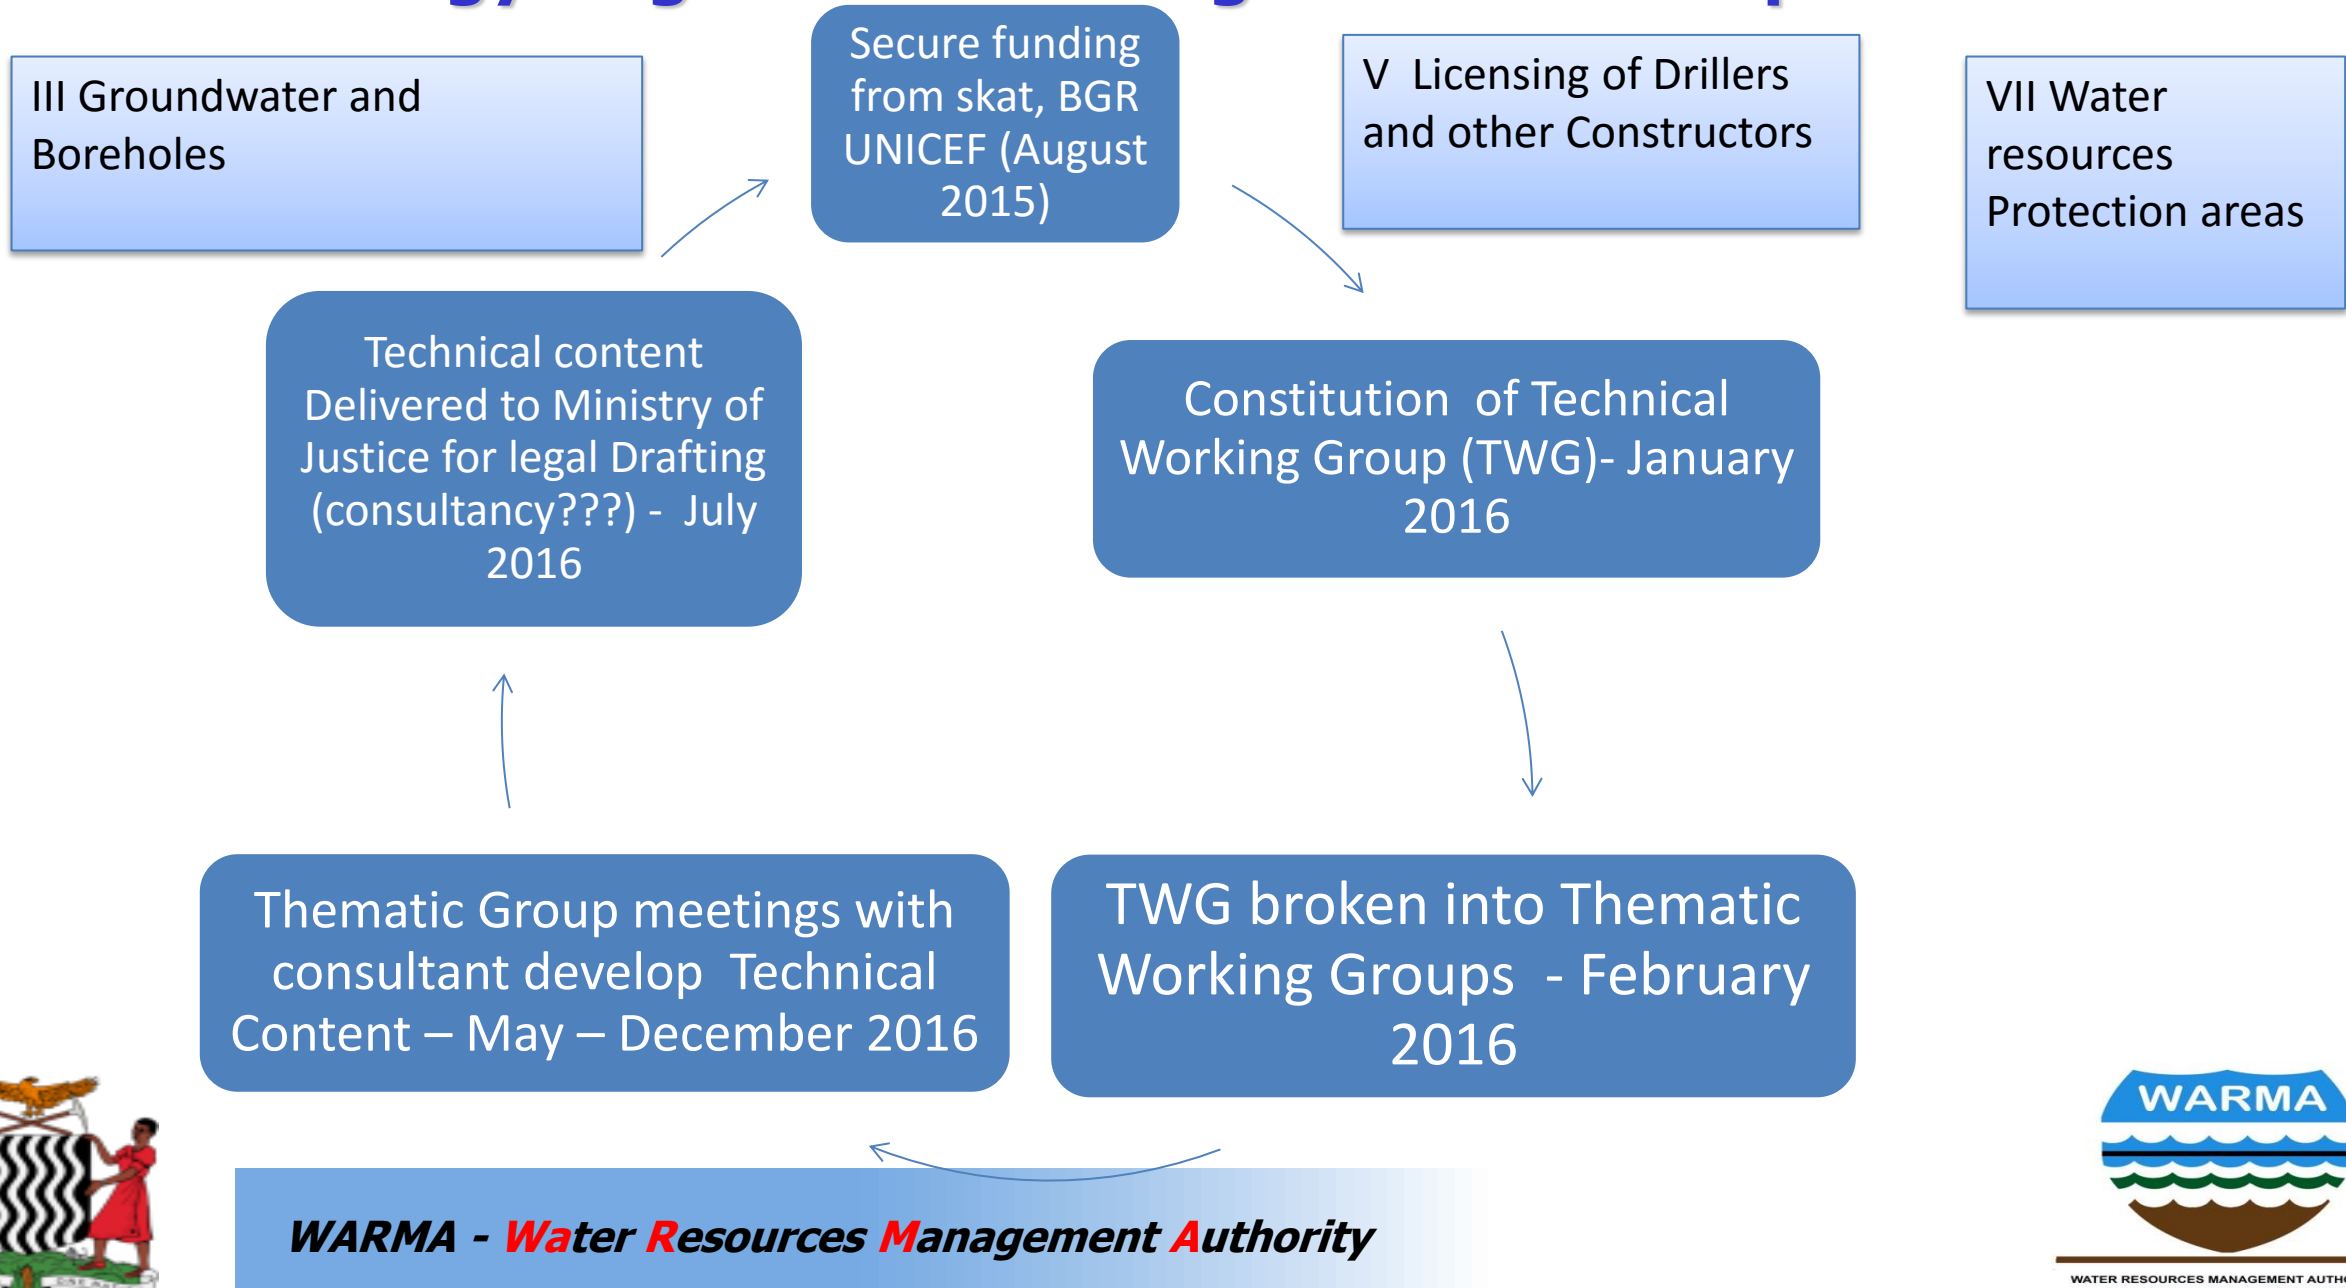 III Groundwater and
Boreholes
Secure funding
from skat, BGR
UNICEF (August
2015)
V Licensing of Drillers
and other Constructors
VII Water
resources
Protection areas
Technical content
Delivered to Ministry of
Justice for legal Drafting
(consultancy???) - July
2016
Constitution of Technical
Working Group (TWG)- January
2016
Thematic Group meetings with
consultant develop Technical
Content – May – December 2016
TWG broken into Thematic
Working Groups - February
2016
WARMA - Water Resources Management Authority
WARMA
WATER RESOURCES MANAGEMENT